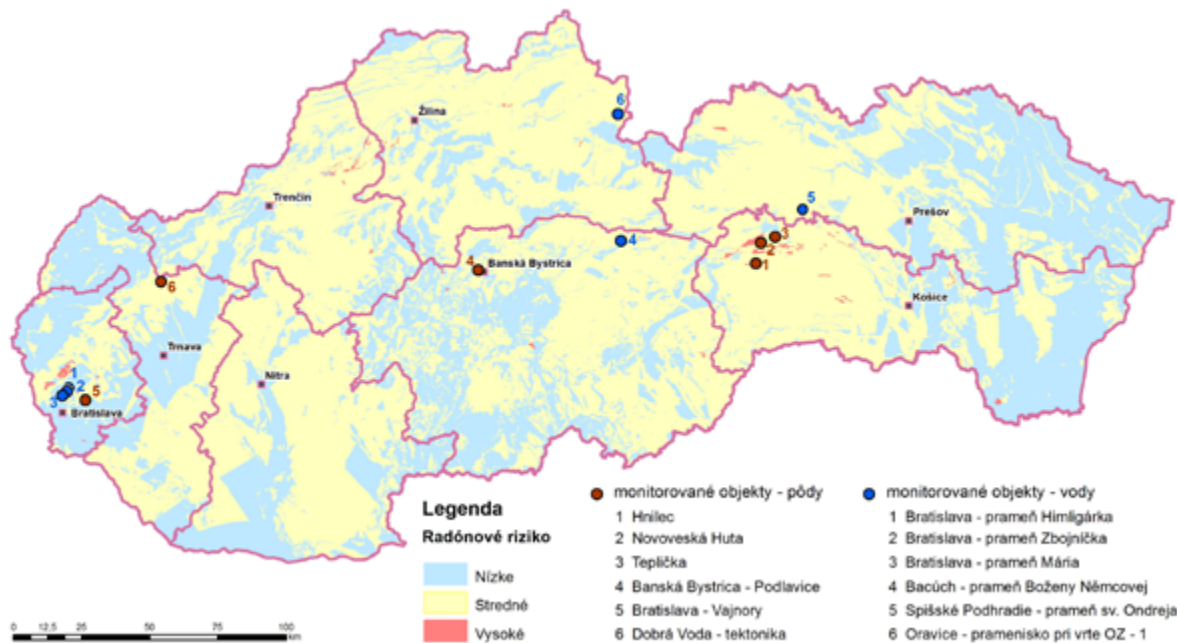 6
Žilina
Trenčín
5
Prešov
3
2
1
4
4
Banská Bystrica
6
Košice
Trnava
Nitra
1
2
3
5
Bratislava
Legenda
Radónové riziko
Nízke
Stredné
Vysoké
0 12,5 25 50 75 100
km
monitorované objekty - pôdy
1 Hnilec
2 Novoveská Huta
3 Teplička
4 Banská Bystrica - Podlavice
5 Bratislava - Vajnory
6 Dobrá Voda - tektonika
monitorované objekty - vody
1 Bratislava - prameň Himligárka
2 Bratislava - prameň Zbojníčka
3 Bratislava - prameň Mária
4 Bacúch - prameň Boženy Němcovej
5 Spišské Podhradie - prameň sv. Ondreja
6 Oravice - pramenisko pri vrte OZ - 1